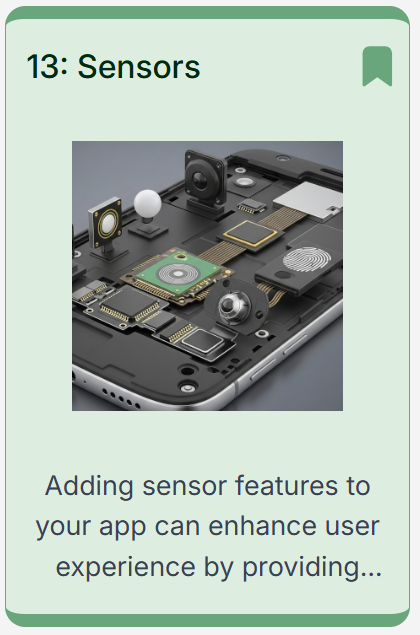 13: Sensors
Adding sensor features to
your app can enhance user
experience by providing...